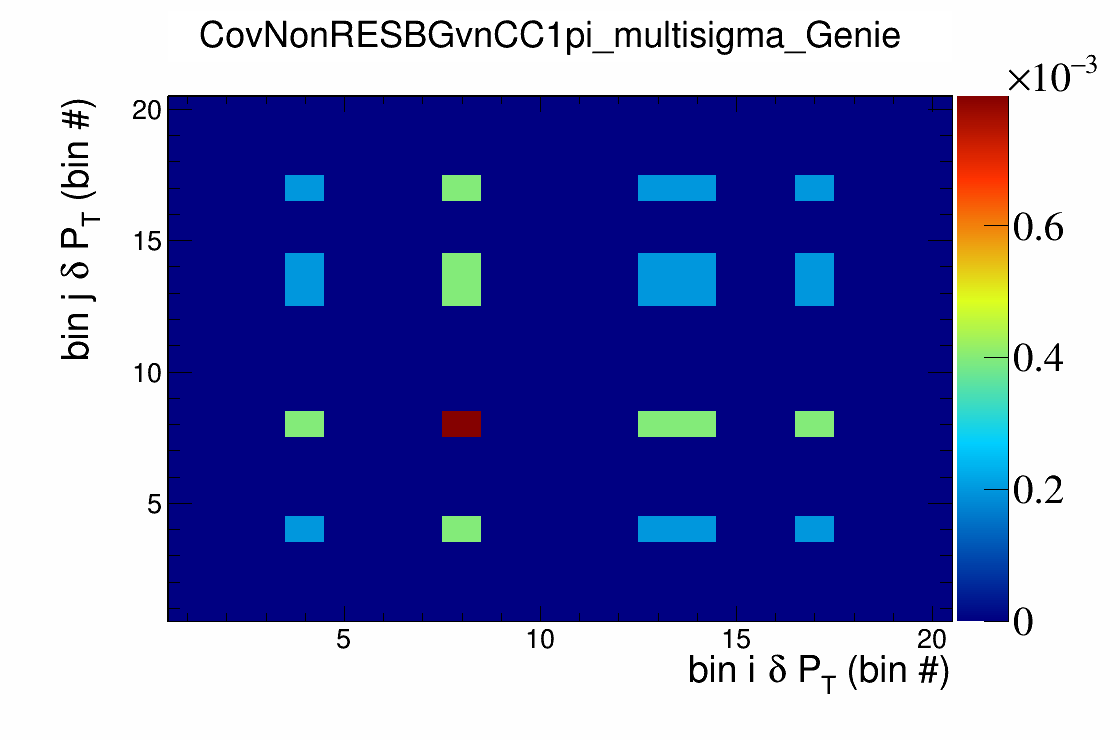 CovNonRESBGvnCC1pi_multisigma_Genie
×10⁻³
bin j δ P_T (bin #)
20
15
10
5
0.6
0.4
0.2
0
5 10 15 20
bin i δ P_T (bin #)